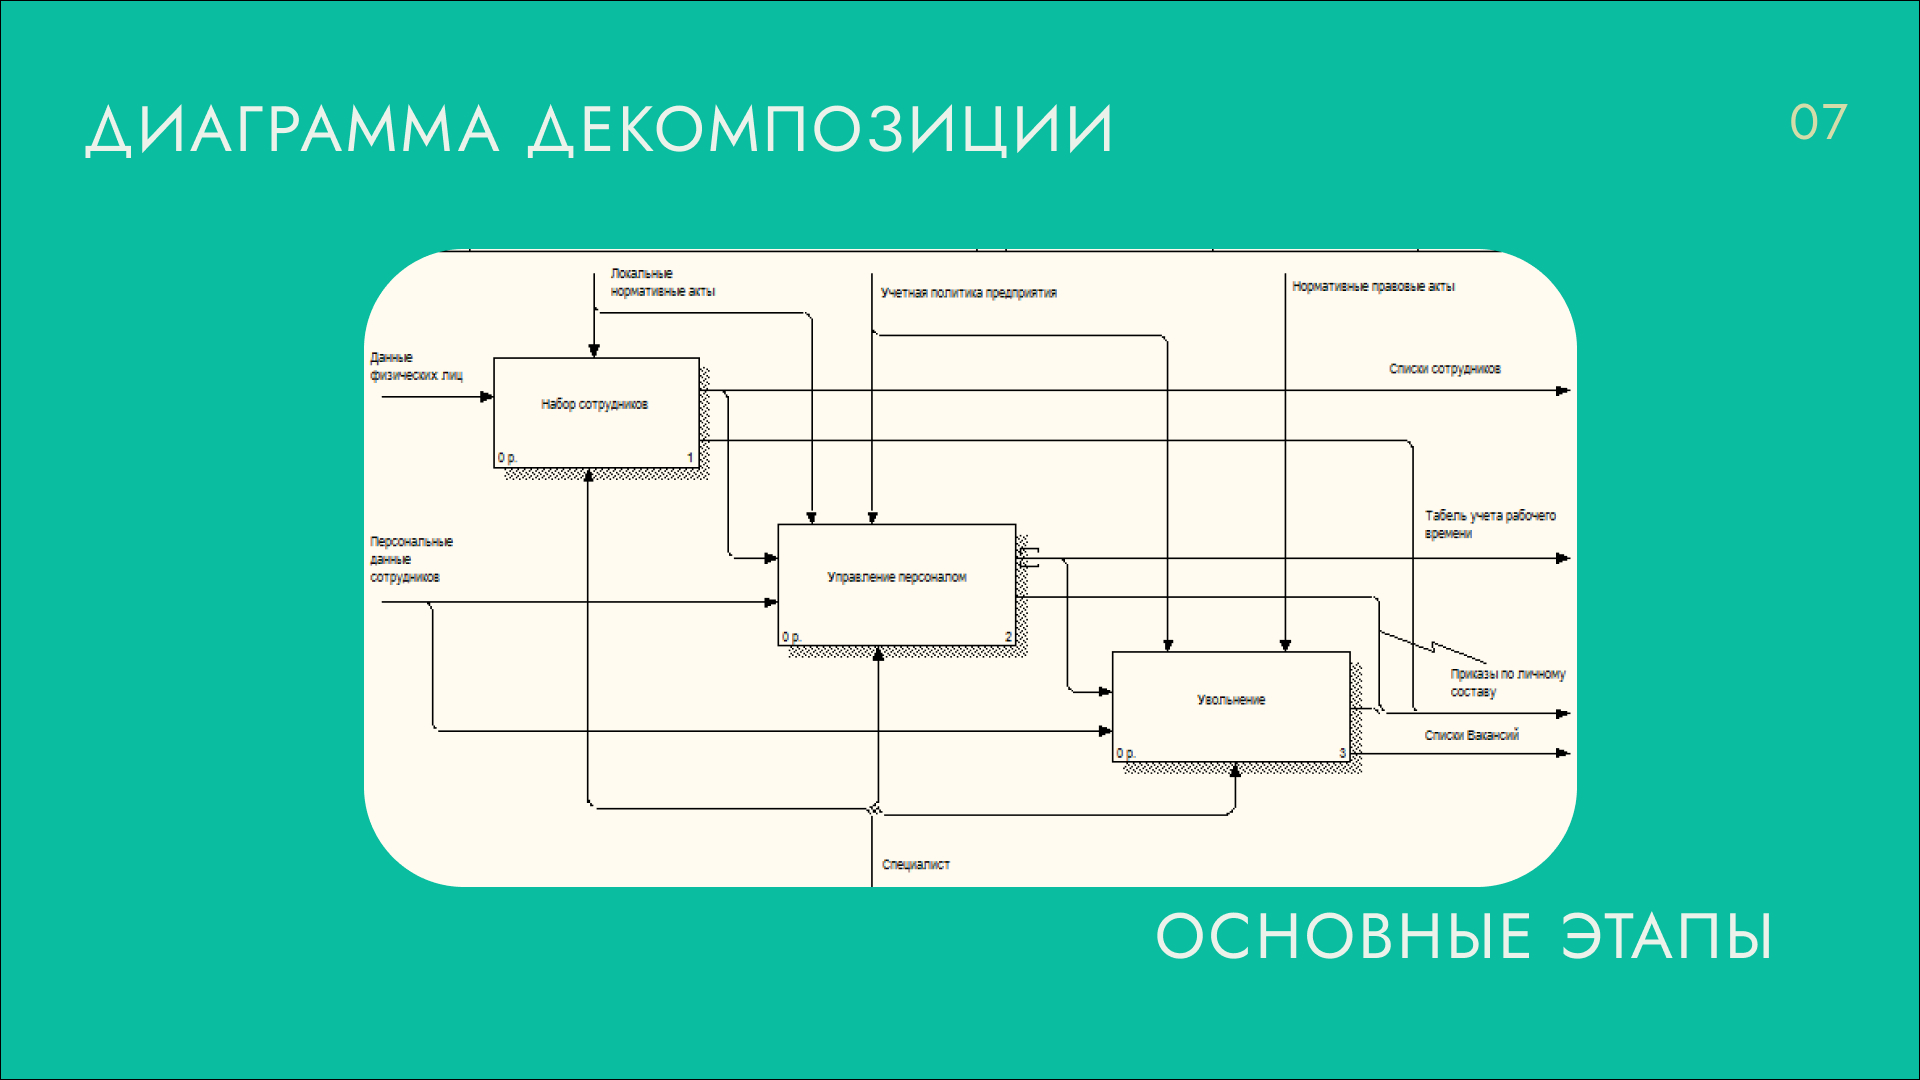 ДИАГРАММА ДЕКОМПОЗИЦИИ
07
Локальные
нормативные акты
Учетная политика предприятия
Нормативные правовые акты
Данные
физических лиц
Списки сотрудников
Набор сотрудников
0 р.
1
Табель учета рабочего
времени
Персональные
данные
сотрудников
Управление персоналом
0 р.
2
Приказы по личному
составу
Увольнение
Списки Вакансий
0 р.
3
Специалист
ОСНОВНЫЕ ЭТАПЫ